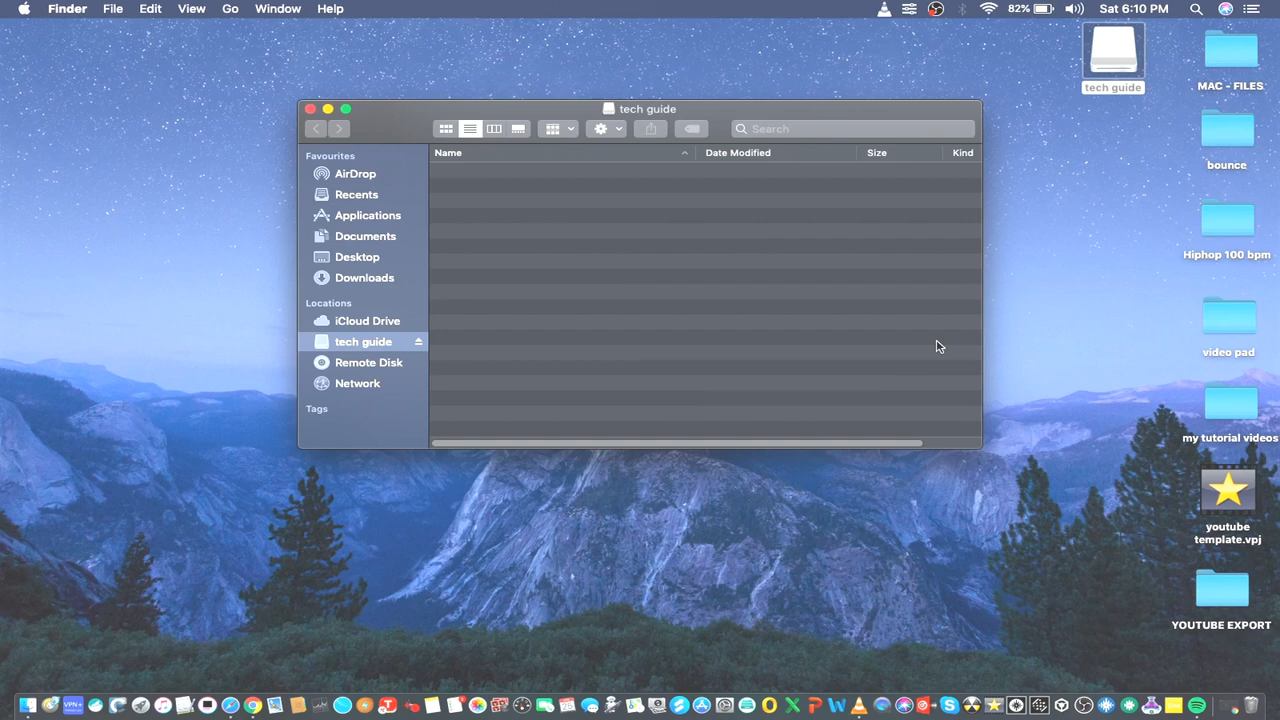 Finder File Edit View Go Window Help
82% Sat 6:10 PM
tech guide
MAC - FILES
bounce
Hiphop 100 bpm
video pad
my tutorial videos
youtube
template.vpj
YOUTUBE EXPORT
tech guide
Search
Favourites
AirDrop
Recents
Applications
Documents
Desktop
Downloads
Locations
iCloud Drive
tech guide
Remote Disk
Network
Tags
Name Date Modified Size Kind
VPN+